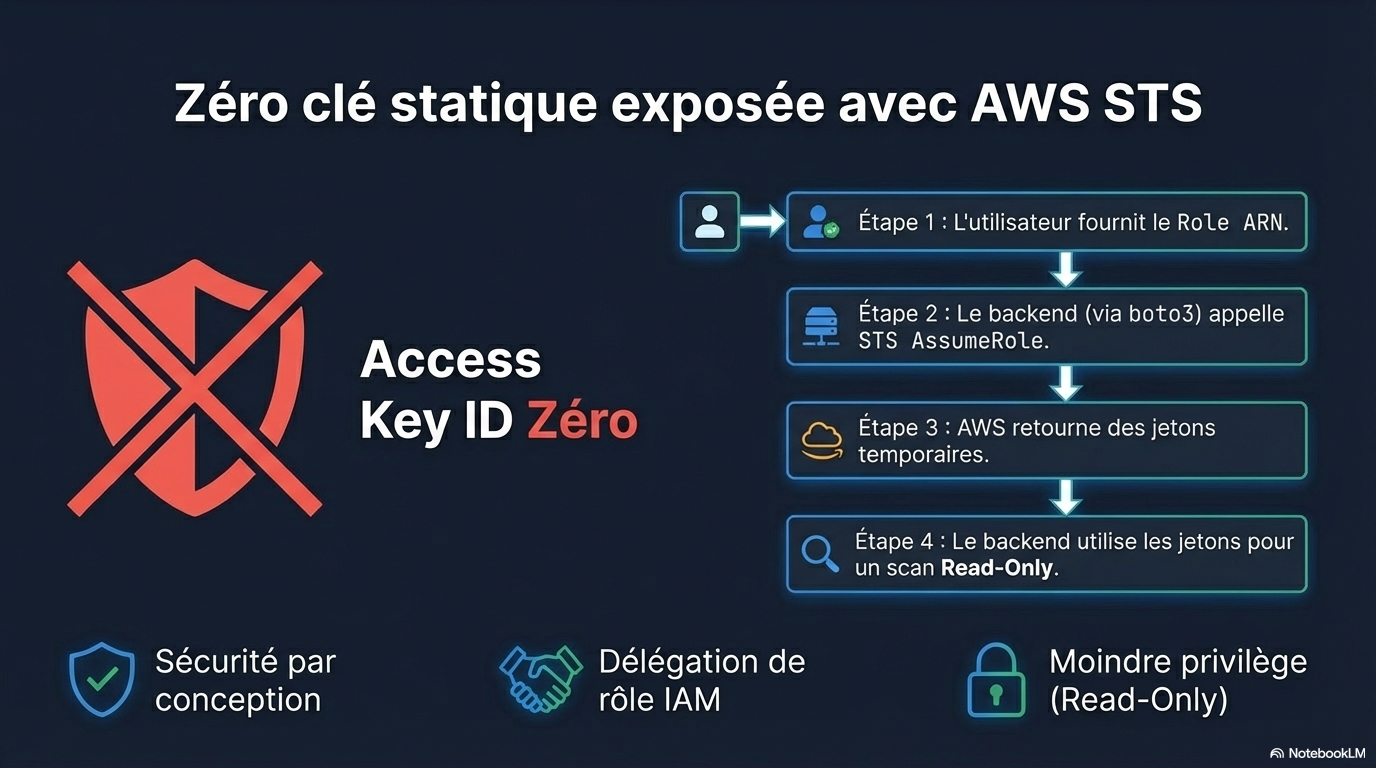 Zéro clé statique exposée avec AWS STS
Access
Key ID Zéro
Étape 1 : L'utilisateur fournit le Role ARN.
Étape 2 : Le backend (via boto3) appelle
STS AssumeRole.
Étape 3 : AWS retourne des jetons
temporaires.
Étape 4 : Le backend utilise les jetons pour
un scan Read-Only.
Sécurité par
conception
Délégation de
rôle IAM
Moindre privilège
(Read-Only)
NotebookLM